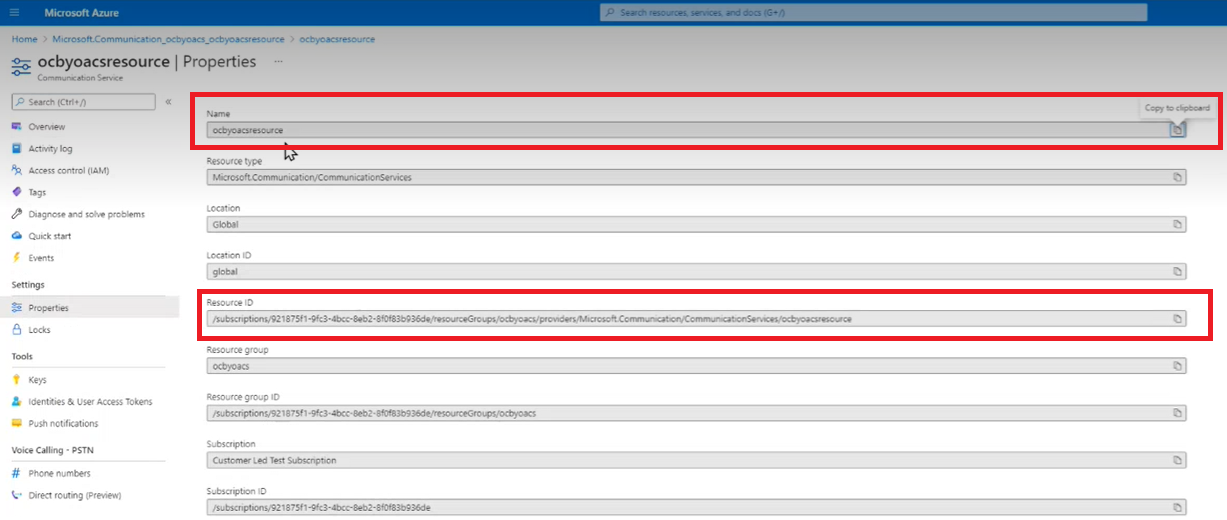 Microsoft Azure
Search resources, services, and docs (G+/)
Home > Microsoft.Communication_ocbyoacs_ocbyoacsresource > ocbyoacsresource
ocbyoacsresource | Properties ...
Communication Service
Search (Ctrl+/) «
Overview
Activity log
Access control (IAM)
Tags
Diagnose and solve problems
Quick start
Events
Settings
Properties
Locks
Tools
Keys
Identities & User Access Tokens
Push notifications
Voice Calling - PSTN
Phone numbers
Direct routing (Preview)
Copy to clipboard
Name
ocbyoacsresource
Resource type
Microsoft.Communication/CommunicationServices
Location
Global
Location ID
global
Resource ID
/subscriptions/921875f1-9fc3-4bcc-8eb2-8f0f83b936de/resourceGroups/ocbyoacs/providers/Microsoft.Communication/CommunicationServices/ocbyoacsresource
Resource group
ocbyoacs
Resource group ID
/subscriptions/921875f1-9fc3-4bcc-8eb2-8f0f83b936de/resourceGroups/ocbyoacs
Subscription
Customer Led Test Subscription
Subscription ID
/subscriptions/921875f1-9fc3-4bcc-8eb2-8f0f83b936de